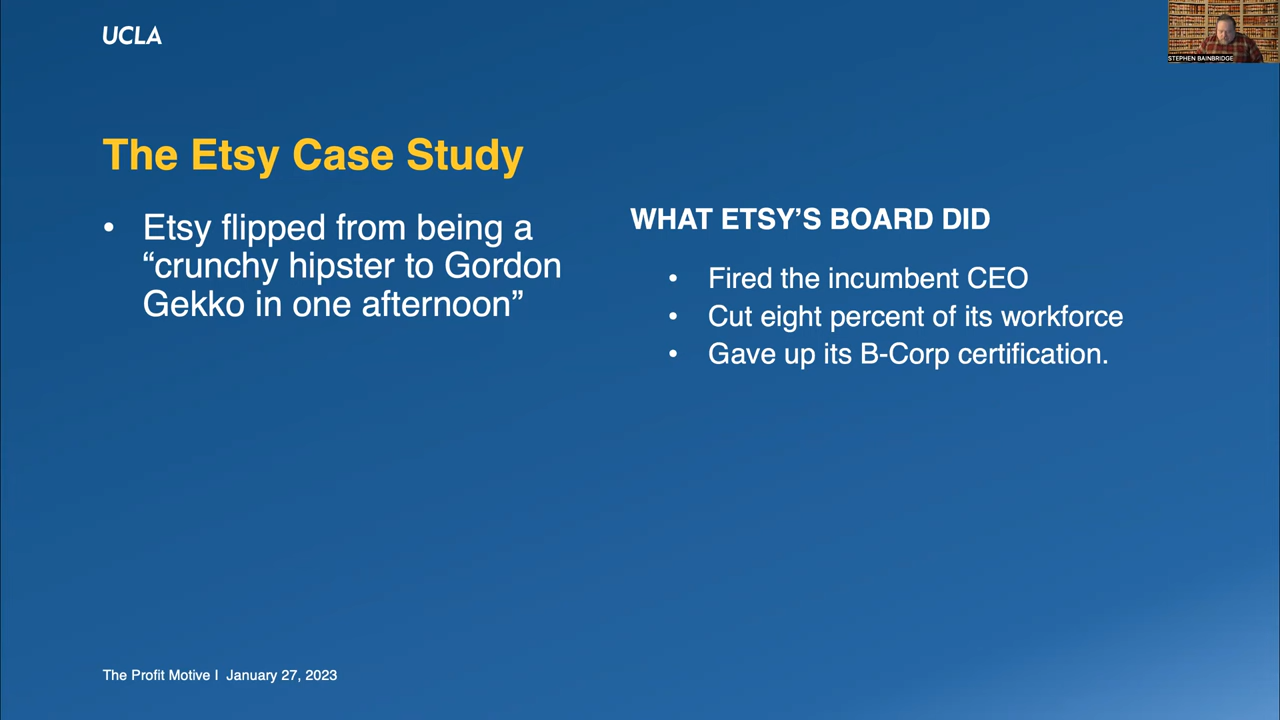 UCLA
STEPHEN BAINBRIDGE
The Etsy Case Study
• Etsy flipped from being a
“crunchy hipster to Gordon
Gekko in one afternoon”
WHAT ETSY’S BOARD DID
• Fired the incumbent CEO
• Cut eight percent of its workforce
• Gave up its B-Corp certification.
The Profit Motive I January 27, 2023